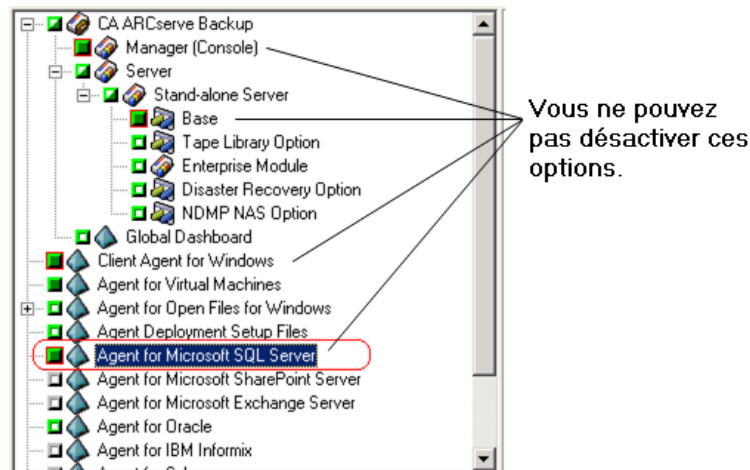 CA ARCserve Backup
Manager (Console)
Server
Stand-alone Server
Base
Tape Library Option
Enterprise Module
Disaster Recovery Option
NDMP NAS Option
Global Dashboard
Client Agent for Windows
Agent for Virtual Machines
Agent for Open Files for Windows
Agent Deployment Setup Files
Agent for Microsoft SQL Server
Agent for Microsoft SharePoint Server
Agent for Microsoft Exchange Server
Agent for Oracle
Agent for IBM Informix
Vous ne pouvez
pas désactiver ces
options.